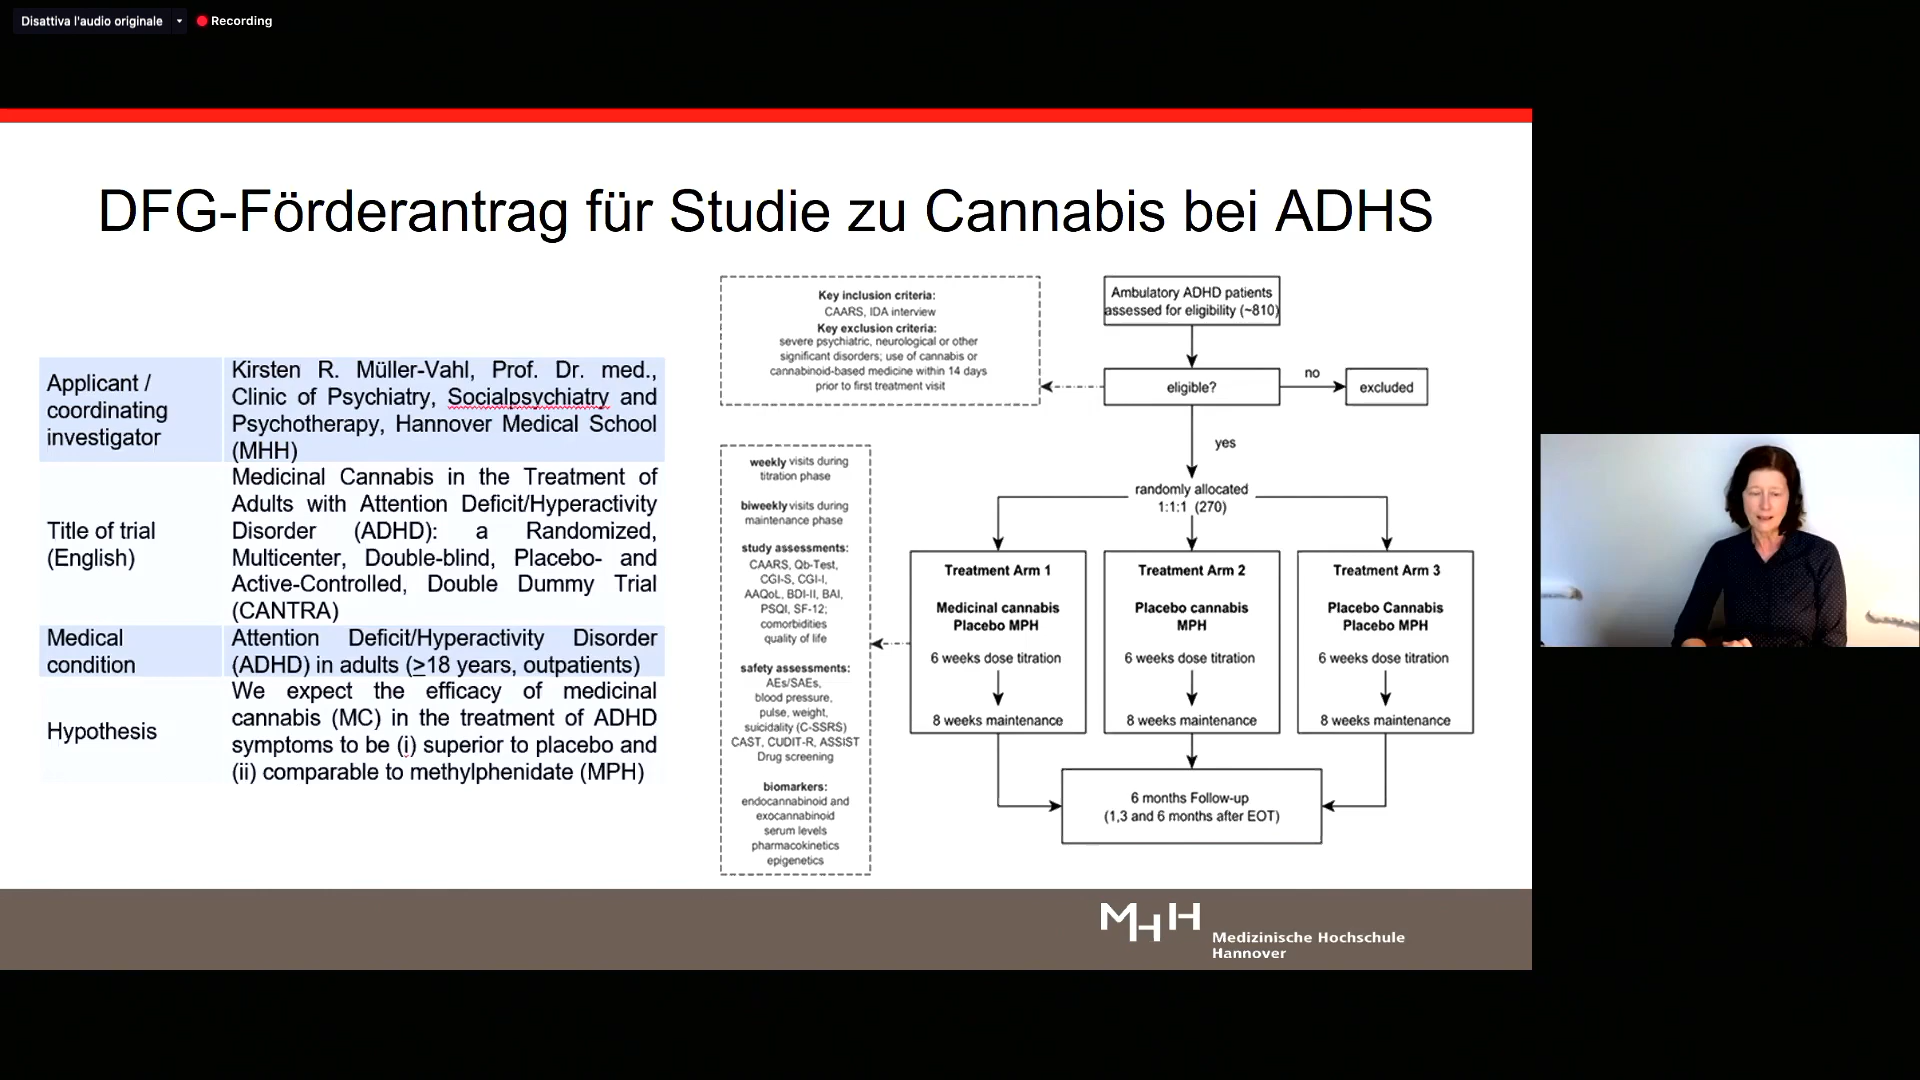 Disattiva l'audio originale
Recording
DFG-Förderantrag für Studie zu Cannabis bei ADHS
Applicant /
coordinating
investigator
Kirsten R. Müller-Vahl, Prof. Dr. med.,
Clinic of Psychiatry, Socialpsychiatry and
Psychotherapy, Hannover Medical School
(MHH)
Title of trial
(English)
Medicinal Cannabis in the Treatment of
Adults with Attention Deficit/Hyperactivity
Disorder (ADHD): a Randomized,
Multicenter, Double-blind, Placebo- and
Active-Controlled, Double Dummy Trial
(CANTRA)
Medical
condition
Attention Deficit/Hyperactivity Disorder
(ADHD) in adults (≥18 years, outpatients)
Hypothesis
We expect the efficacy of medicinal
cannabis (MC) in the treatment of ADHD
symptoms to be (i) superior to placebo and
(ii) comparable to methylphenidate (MPH)
Key inclusion criteria:
CAARS, IDA interview
Key exclusion criteria:
severe psychiatric, neurological or other
significant disorders; use of cannabis or
cannabinoid-based medicine within 14 days
prior to first treatment visit
Ambulatory ADHD patients
assessed for eligibility (~810)
eligible?
no
excluded
yes
randomly allocated
1:1:1 (270)
weekly visits during
titration phase
biweekly visits during
maintenance phase
study assessments:
CAARS, Qb-Test,
CGI-S, CGI-I,
AAQoL, BDI-II, BAI,
PSQI, SF-12;
comorbidities
quality of life
safety assessments:
AEs/SAEs,
blood pressure,
pulse, weight,
suicidality (C-SSRS)
CAST, CUDIT-R, ASSIST
Drug screening
biomarkers:
endocannabinoid and
exocannabinoid
serum levels
pharmacokinetics
epigenetics
Treatment Arm 1
Medicinal cannabis
Placebo MPH
6 weeks dose titration
8 weeks maintenance
Treatment Arm 2
Placebo cannabis
MPH
6 weeks dose titration
8 weeks maintenance
Treatment Arm 3
Placebo Cannabis
Placebo MPH
6 weeks dose titration
8 weeks maintenance
6 months Follow-up
(1,3 and 6 months after EOT)
MHH
Medizinische Hochschule
Hannover